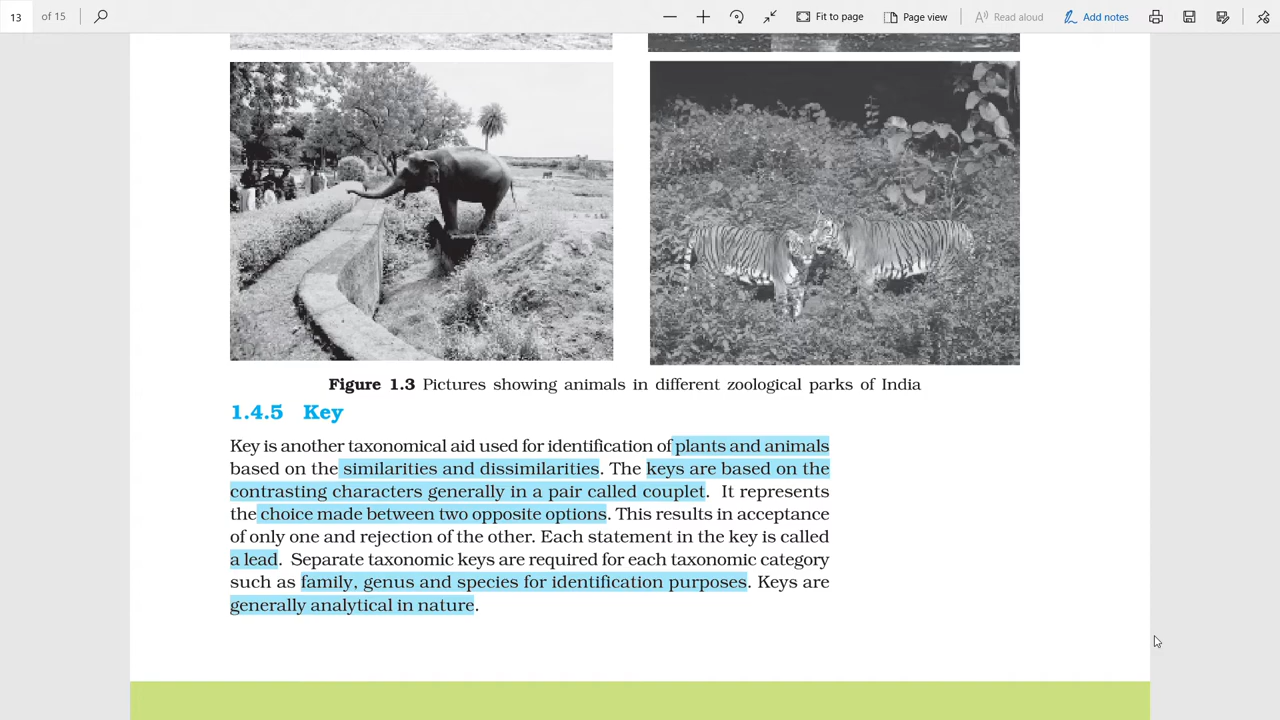 13 of 15 Fit to page Page view Read aloud Add notes
Figure 1.3 Pictures showing animals in different zoological parks of India
1.4.5 Key
Key is another taxonomical aid used for identification of plants and animals
based on the similarities and dissimilarities. The keys are based on the
contrasting characters generally in a pair called couplet. It represents
the choice made between two opposite options. This results in acceptance
of only one and rejection of the other. Each statement in the key is called
a lead. Separate taxonomic keys are required for each taxonomic category
such as family, genus and species for identification purposes. Keys are
generally analytical in nature.